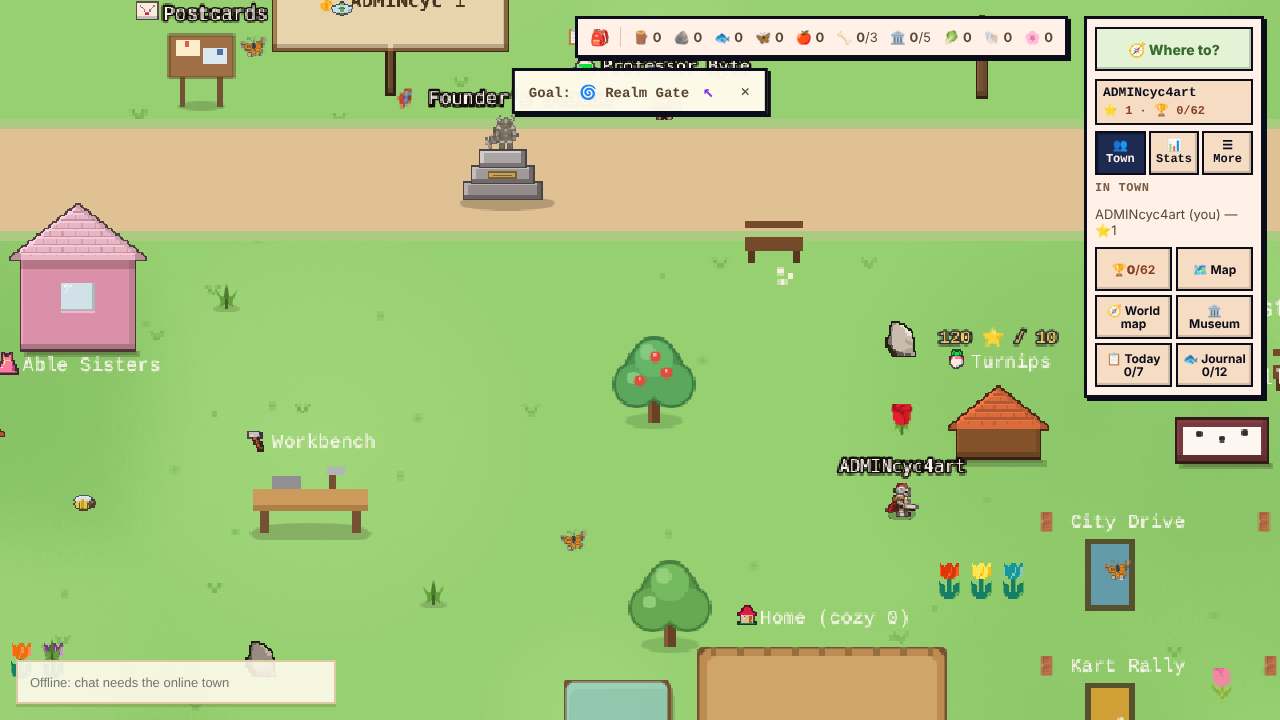 Postcards
ADMINcyc 1
0 0 0 0 0 0/3 0/5 0 0 0
Professor Byte
Goal: 🌀 Realm Gate ↖ ×
Founder
🧭 Where to?
ADMINcyc4art
⭐ 1 · 🏆 0/62
Town
Stats
More
IN TOWN
ADMINcyc4art (you) —
⭐1
🏆0/62
🗺️ Map
🧭 World
map
🏛️
Museum
📋 Today
0/7
🐟 Journal
0/12
120 ⭐ / 10
Turnips
Able Sisters
Workbench
ADMINcyc4art
City Drive
Home (cozy 0)
Kart Rally
Offline: chat needs the online town